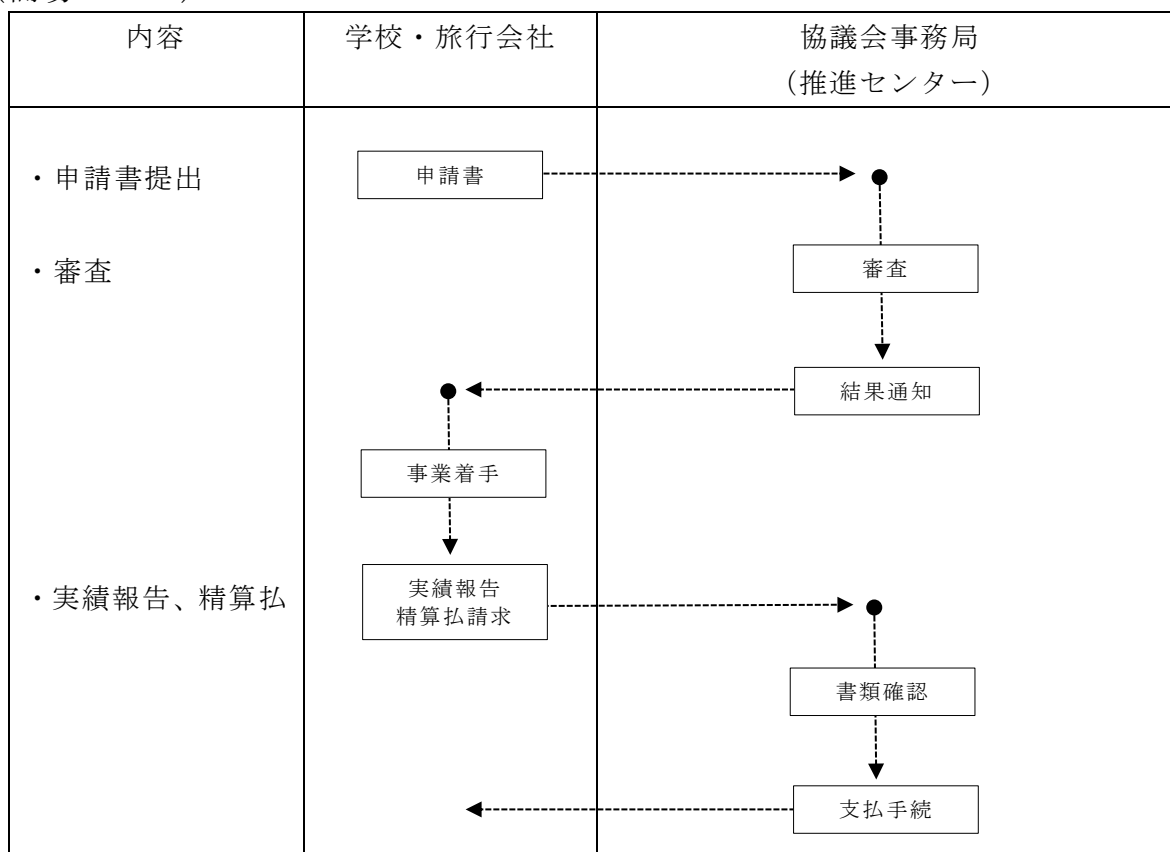 内容
学校・旅行会社
協議会事務局
(推進センター)
・申請書提出
申請書
・審査
審査
結果通知
事業着手
・実績報告、精算払
実績報告
精算払請求
書類確認
支払手続